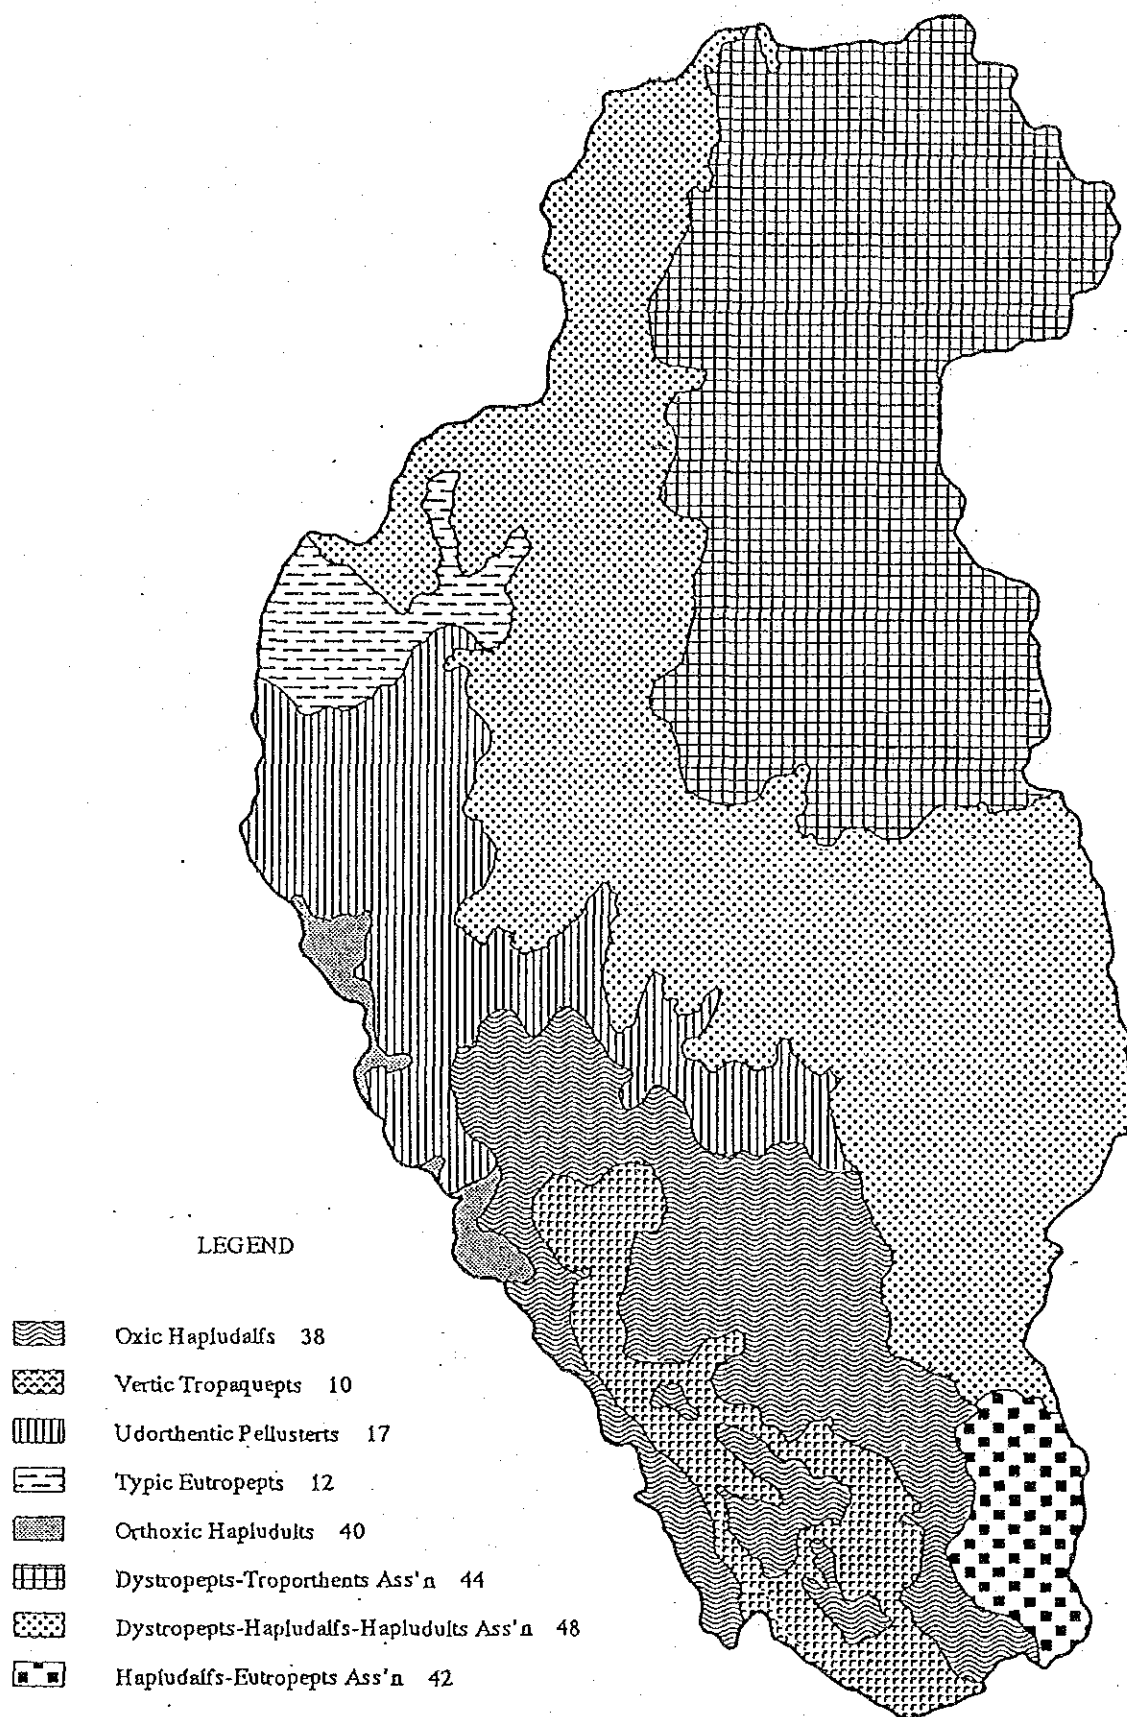 LEGEND
Oxic Hapludalfs 38
Vertic Tropaquepts 10
Udorthentic Pellusterts 17
Typic Eutropepts 12
Orthoxic Hapludults 40
Dystropepts-Troporthents Ass'n 44
Dystropepts-Hapludalfs-Hapludults Ass'n 48
Hapludalfs-Eutropepts Ass'n 42